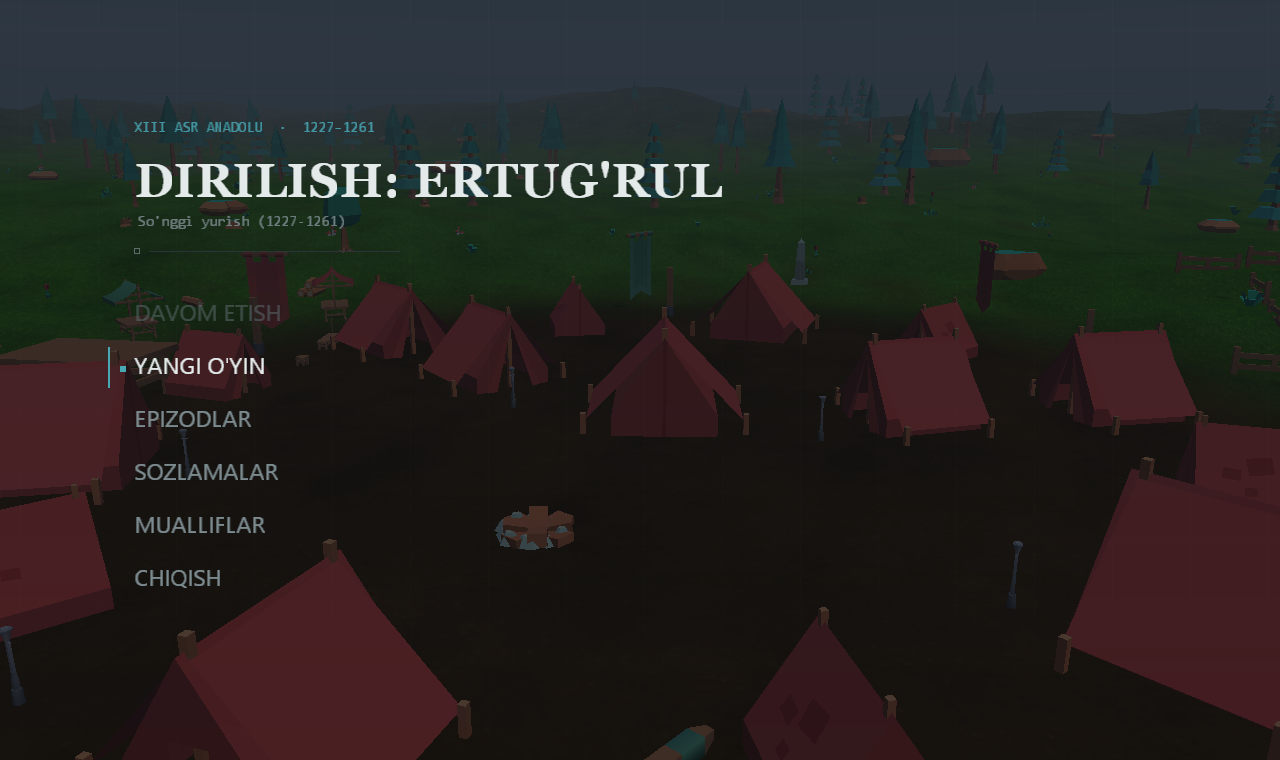 XIII ASR ANADOLU · 1227-1261
DIRILISH: ERTUG'RUL
So'nggi yurish (1227-1261)
DAVOM ETISH
YANGI O'YIN
EPIZODLAR
SOZLAMALAR
MUALLIFLAR
CHIQISH